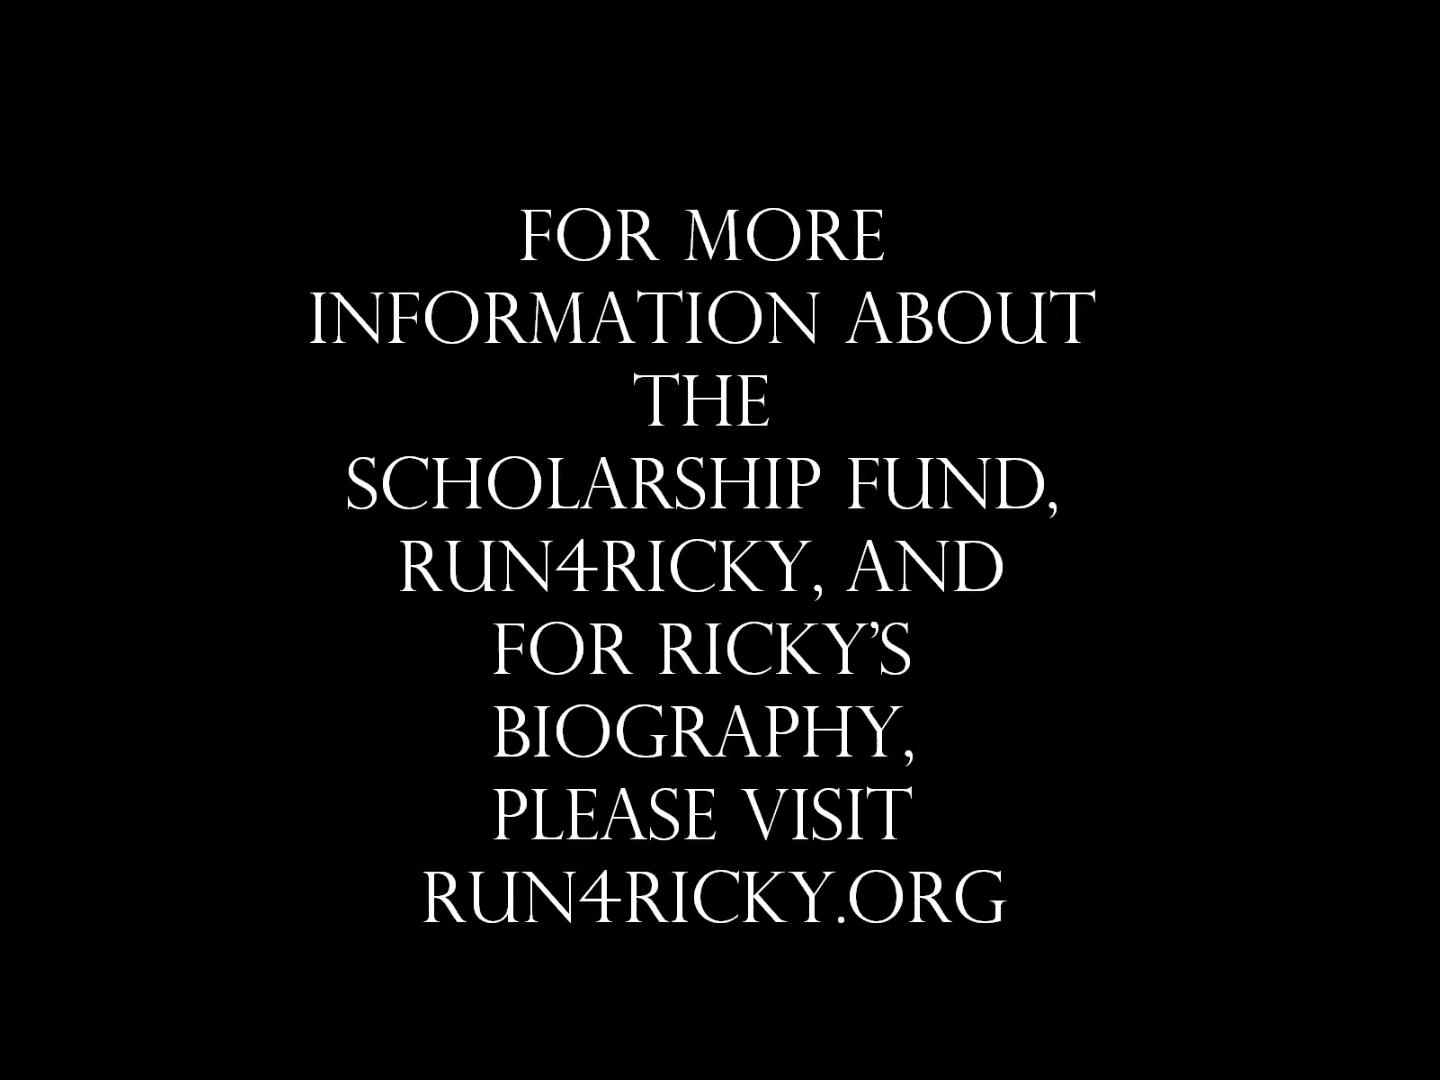 FOR MORE
INFORMATION ABOUT
THE
SCHOLARSHIP FUND,
RUN4RICKY, AND
FOR RICKY’S
BIOGRAPHY,
PLEASE VISIT
RUN4RICKY.ORG